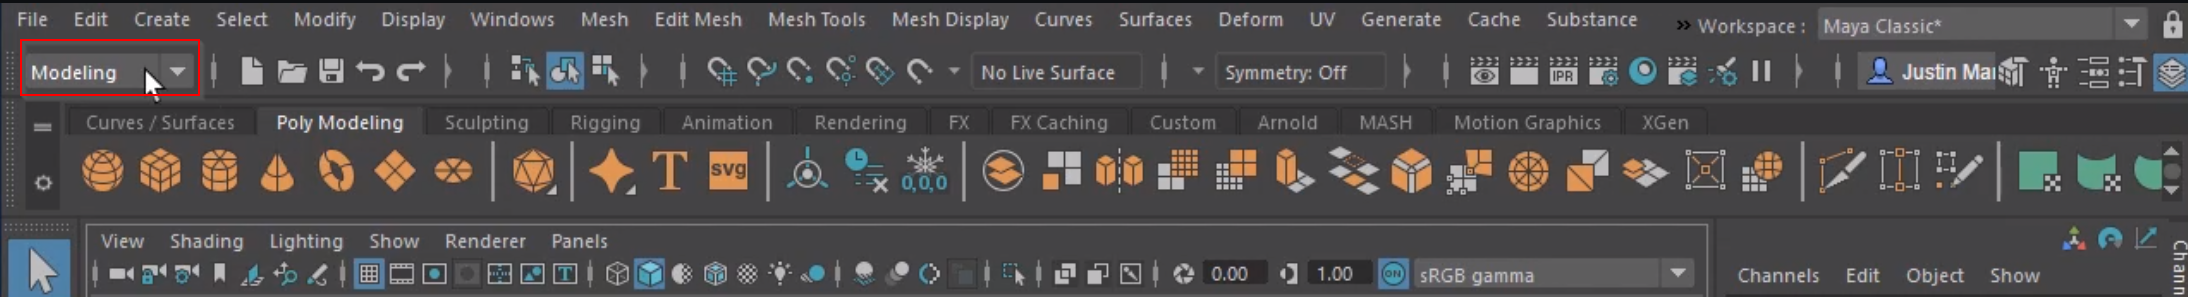 File Edit Create Select Modify Display Windows Mesh Edit Mesh Mesh Tools Mesh Display Curves Surfaces Deform UV Generate Cache Substance » Workspace : Maya Classic*
Modeling No Live Surface Symmetry: Off IPR Justin Mar
Curves / Surfaces Poly Modeling Sculpting Rigging Animation Rendering FX FX Caching Custom Arnold MASH Motion Graphics XGen
T svg 0,0,0
View Shading Lighting Show Renderer Panels
T 0.00 1.00 ON sRGB gamma Channels Edit Object Show
Chann